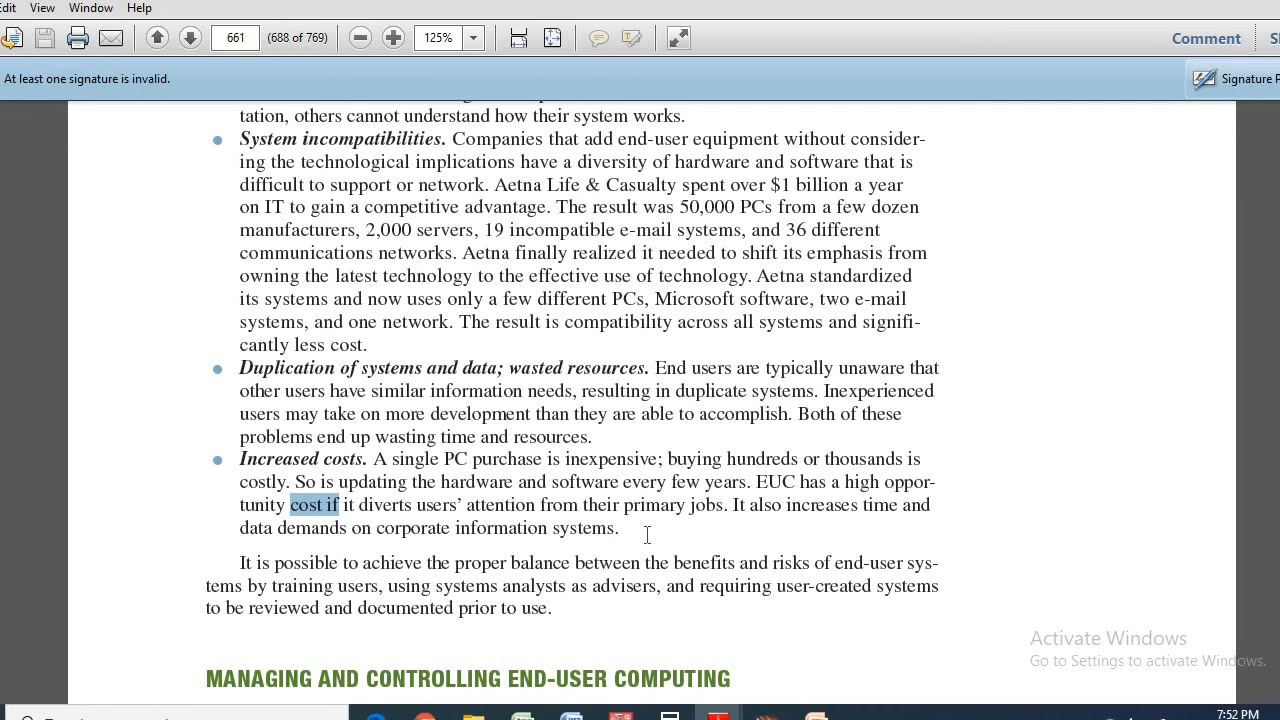 Edit View Window Help
661 (688 of 769) 125% Comment
At least one signature is invalid. Signature P
tation, others cannot understand how their system works.
System incompatibilities. Companies that add end-user equipment without consider-
ing the technological implications have a diversity of hardware and software that is
difficult to support or network. Aetna Life & Casualty spent over $1 billion a year
on IT to gain a competitive advantage. The result was 50,000 PCs from a few dozen
manufacturers, 2,000 servers, 19 incompatible e-mail systems, and 36 different
communications networks. Aetna finally realized it needed to shift its emphasis from
owning the latest technology to the effective use of technology. Aetna standardized
its systems and now uses only a few different PCs, Microsoft software, two e-mail
systems, and one network. The result is compatibility across all systems and signifi-
cantly less cost.
Duplication of systems and data; wasted resources. End users are typically unaware that
other users have similar information needs, resulting in duplicate systems. Inexperienced
users may take on more development than they are able to accomplish. Both of these
problems end up wasting time and resources.
Increased costs. A single PC purchase is inexpensive; buying hundreds or thousands is
costly. So is updating the hardware and software every few years. EUC has a high oppor-
tunity cost if it diverts users' attention from their primary jobs. It also increases time and
data demands on corporate information systems.
It is possible to achieve the proper balance between the benefits and risks of end-user sys-
tems by training users, using systems analysts as advisers, and requiring user-created systems
to be reviewed and documented prior to use.
Activate Windows
Go to Settings to activate Windows.
MANAGING AND CONTROLLING END-USER COMPUTING
7:52 PM